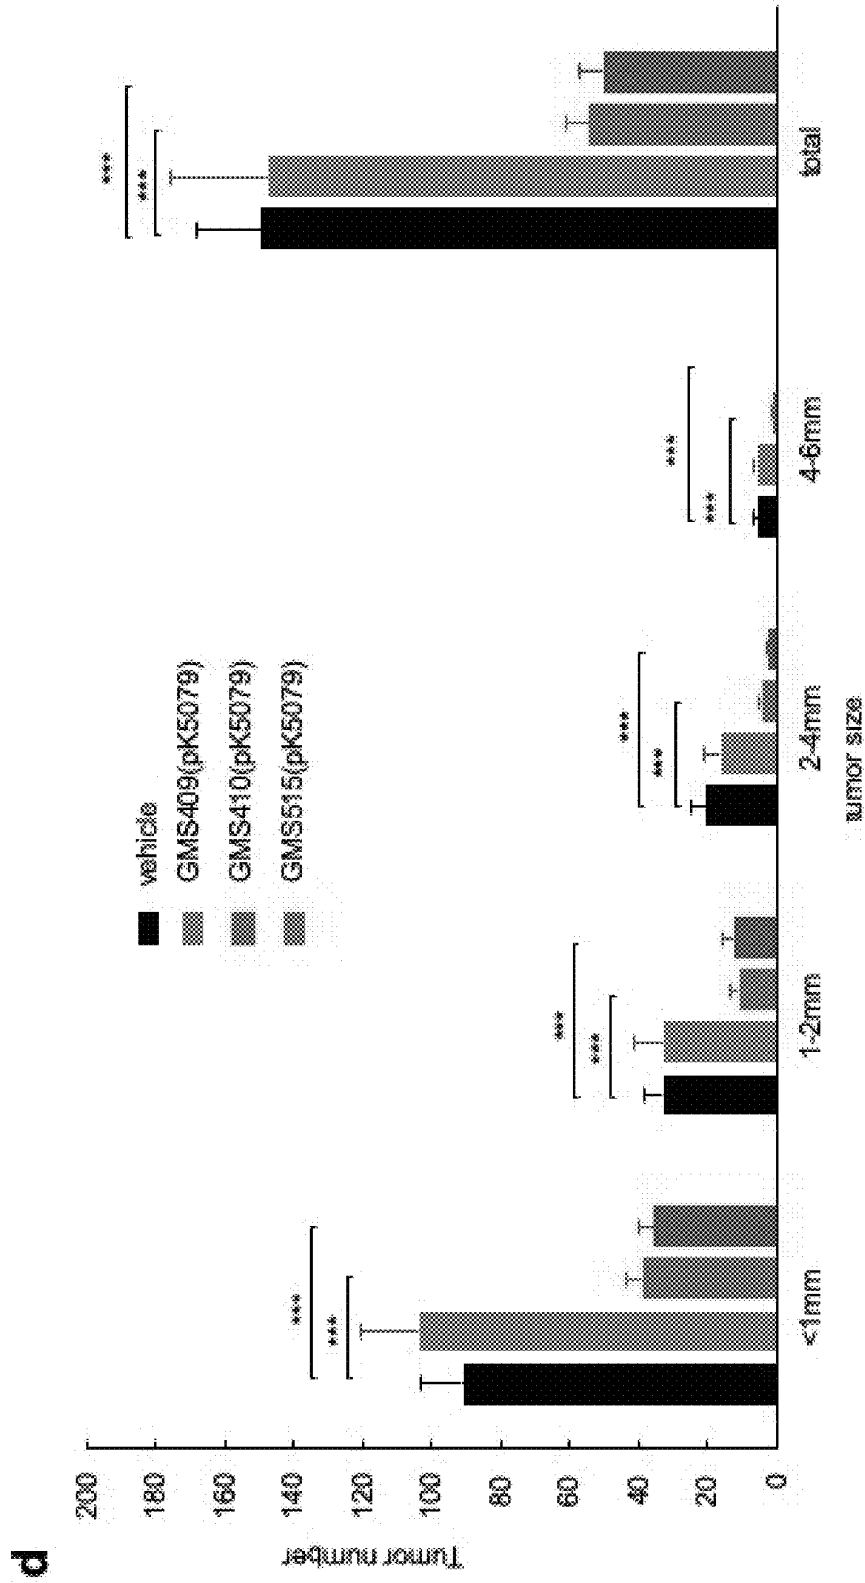 d
Tumor number
200
180
160
140
120
100
80
60
40
20
0
vehicle
GMS409(pK5079)
GMS410(pK5079)
GMS515(pK5079)
***
***
***
***
***
***
***
***
***
***
<1mm
1-2mm
2-4mm
4-6mm
total
tumor size